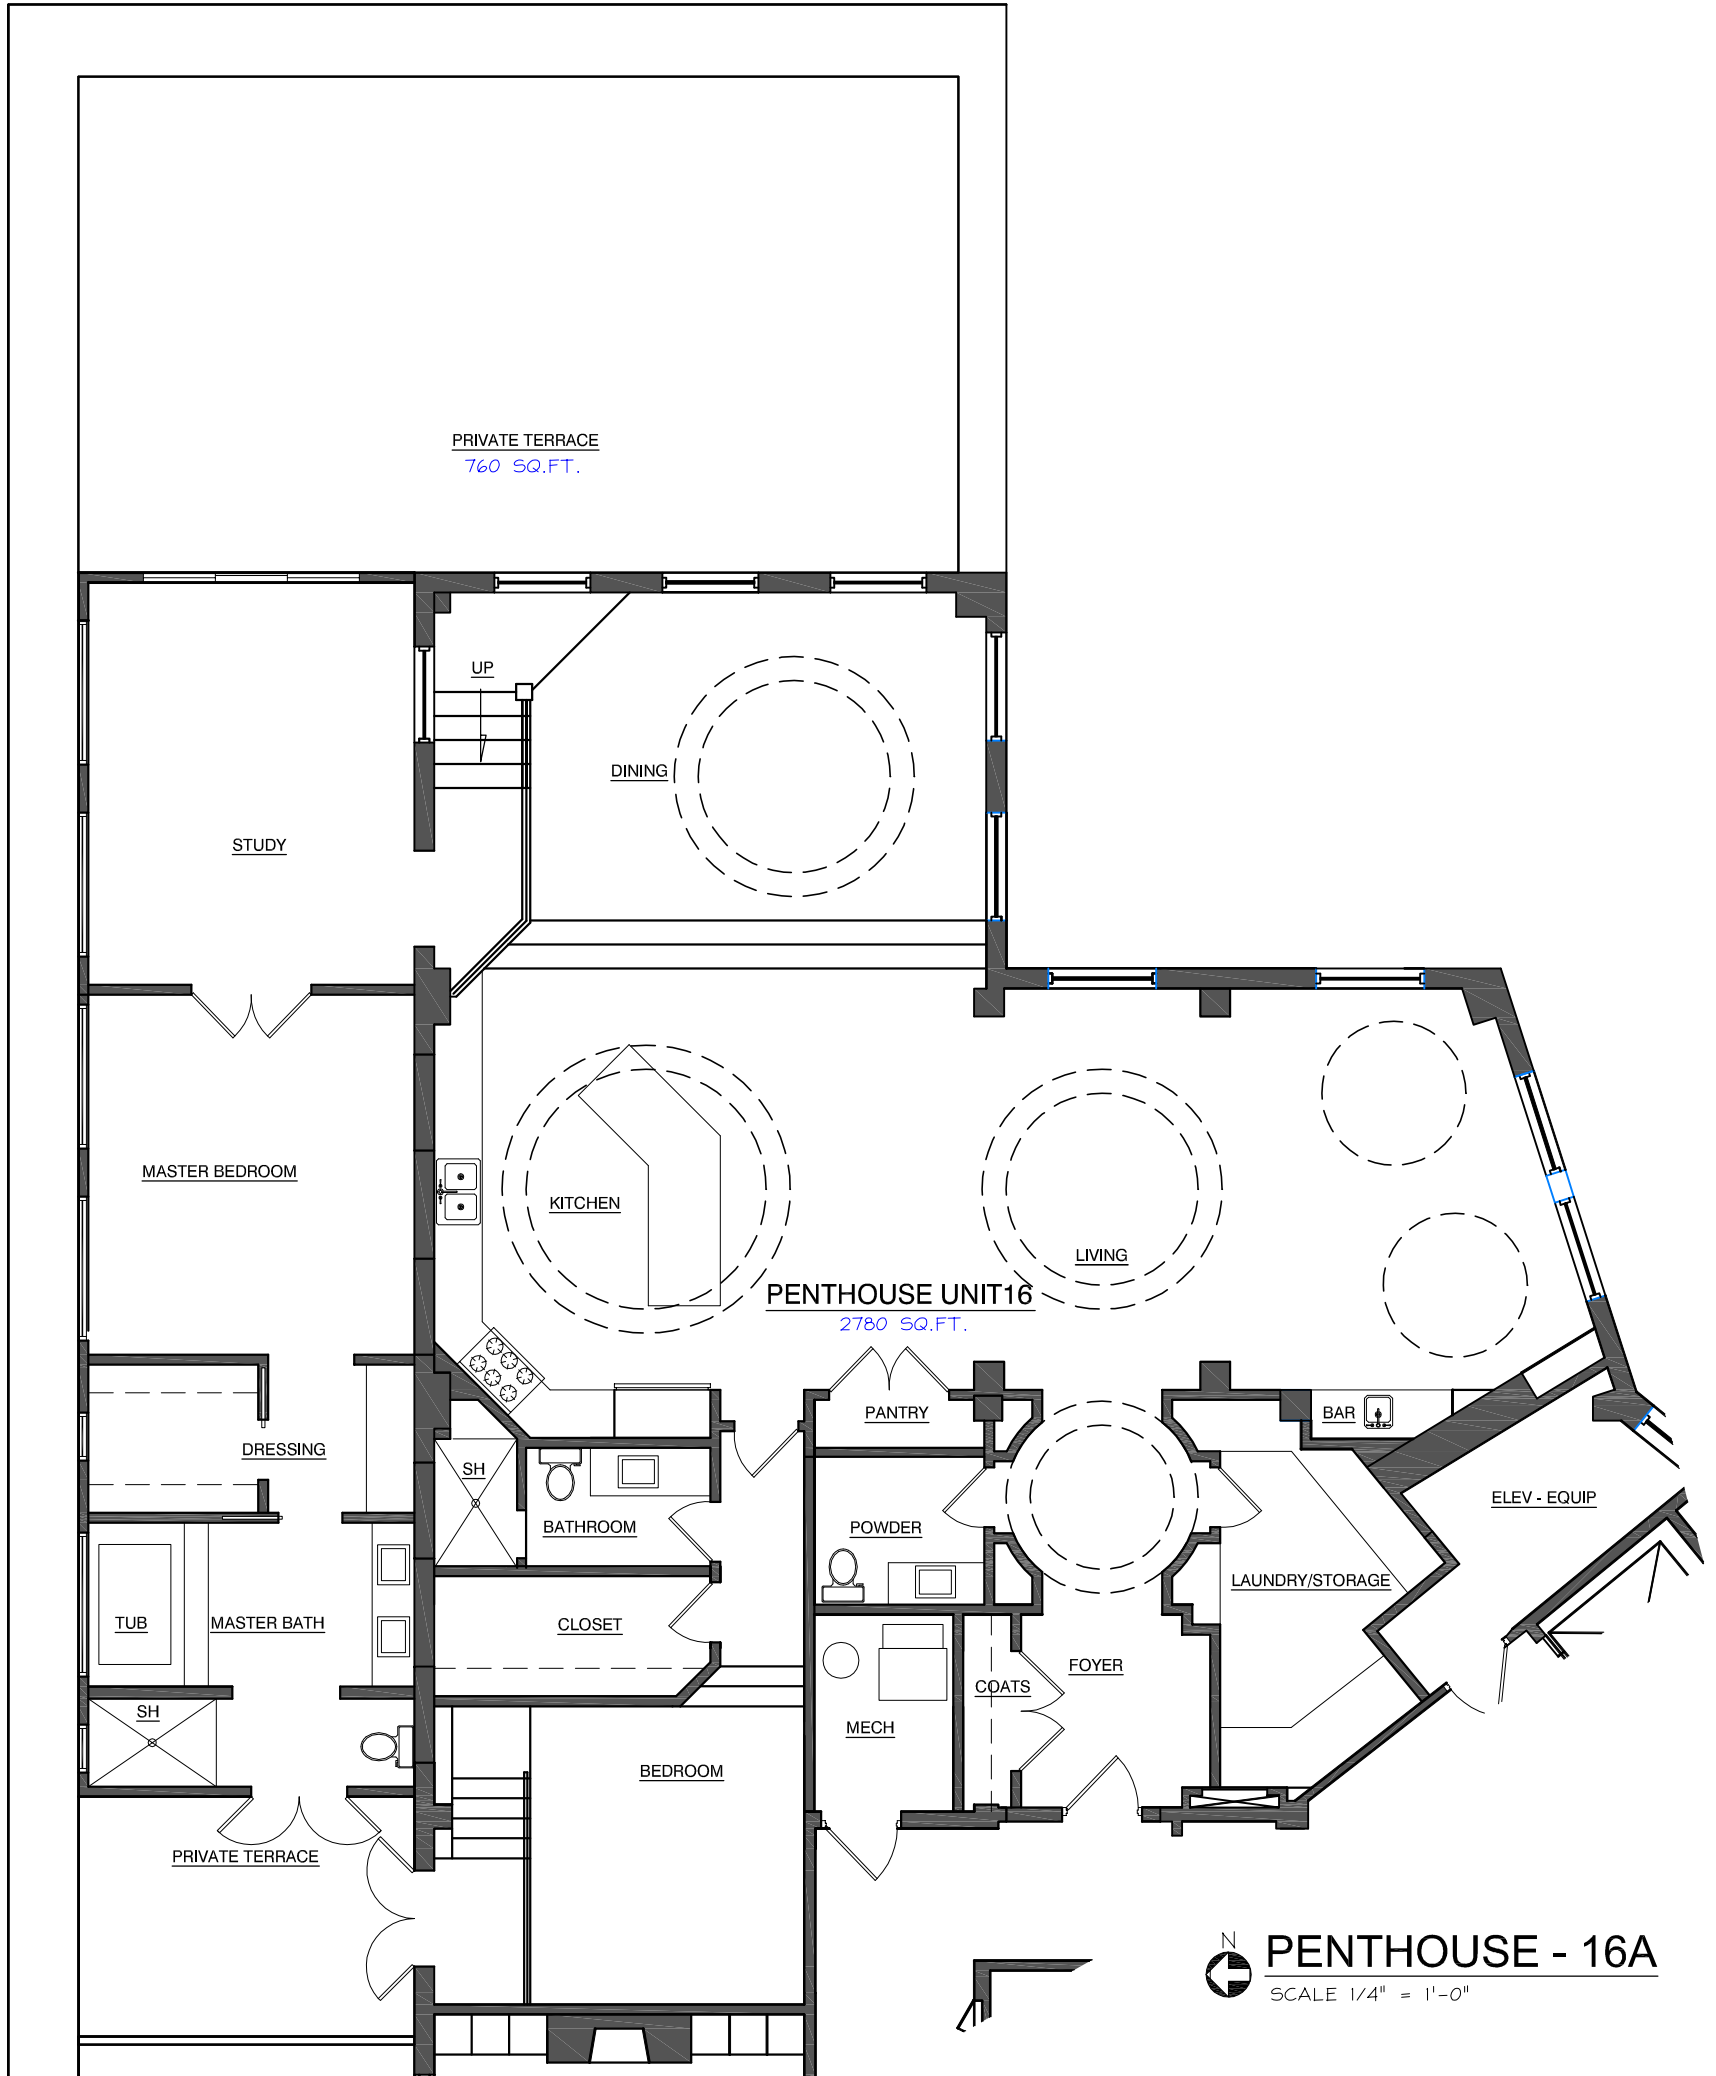 PRIVATE TERRACE
760 SQ.FT.
UP
DINING
STUDY
MASTER BEDROOM
KITCHEN
LIVING
PENTHOUSE UNIT16
2780 SQ.FT.
PANTRY
BAR
DRESSING
SH
ELEV - EQUIP
BATHROOM
POWDER
LAUNDRY/STORAGE
TUB
MASTER BATH
CLOSET
FOYER
COATS
SH
MECH
BEDROOM
PRIVATE TERRACE
N
PENTHOUSE - 16A
SCALE 1/4" = 1'-0"